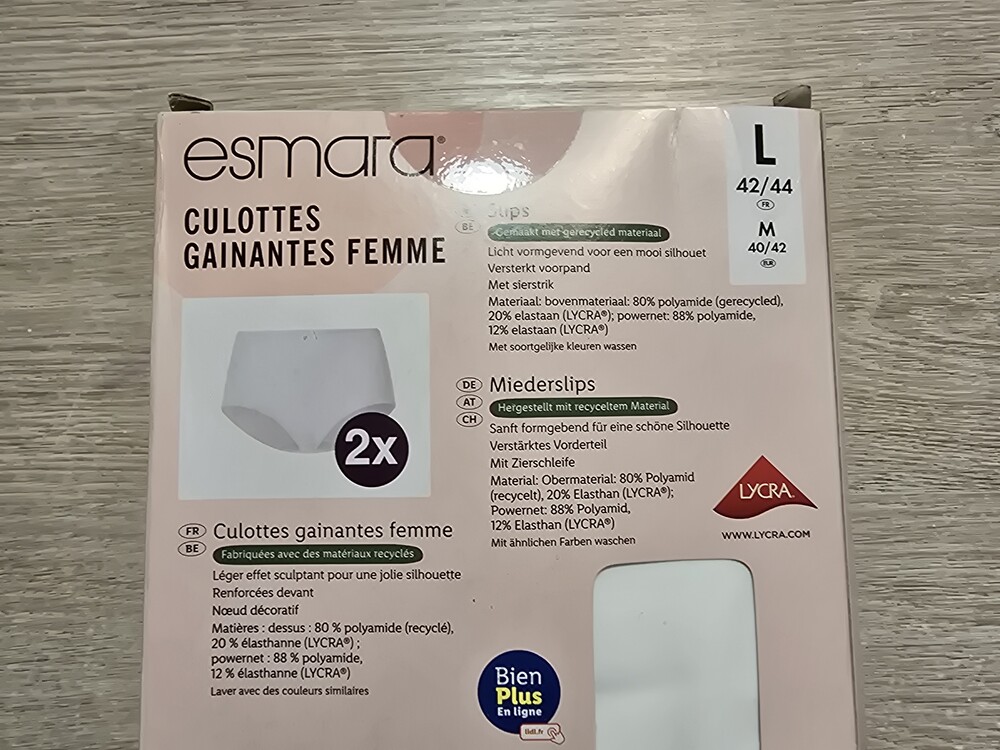 esmara®
CULOTTES
GAINANTES FEMME
L
42/44
FR
M
40/42
EUR
2x
FR
BE
Culottes gainantes femme
Fabriquées avec des matériaux recyclés
Léger effet sculptant pour une jolie silhouette
Renforcées devant
Nœud décoratif
Matières : dessus : 80 % polyamide (recyclé),
20 % élasthanne (LYCRA®) ;
powernet : 88 % polyamide,
12 % élasthanne (LYCRA®)
Laver avec des couleurs similaires
BE
Slips
Gemaakt met gerecycled materiaal
Licht vormgevend voor een mooi silhouet
Versterkt voorpand
Met sierstrik
Materiaal: bovenmateriaal: 80% polyamide (gerecycled),
20% elastaan (LYCRA®); powernet: 88% polyamide,
12% elastaan (LYCRA®)
Met soortgelijke kleuren wassen
DE
AT
CH
Miederslips
Hergestellt mit recyceltem Material
Sanft formgebend für eine schöne Silhouette
Verstärktes Vorderteil
Mit Zierschleife
Material: Obermaterial: 80% Polyamid
(recycelt), 20% Elasthan (LYCRA®);
Powernet: 88% Polyamid,
12% Elasthan (LYCRA®)
Mit ähnlichen Farben waschen
LYCRA®
WWW.LYCRA.COM
Bien
Plus
En ligne
lidl.fr